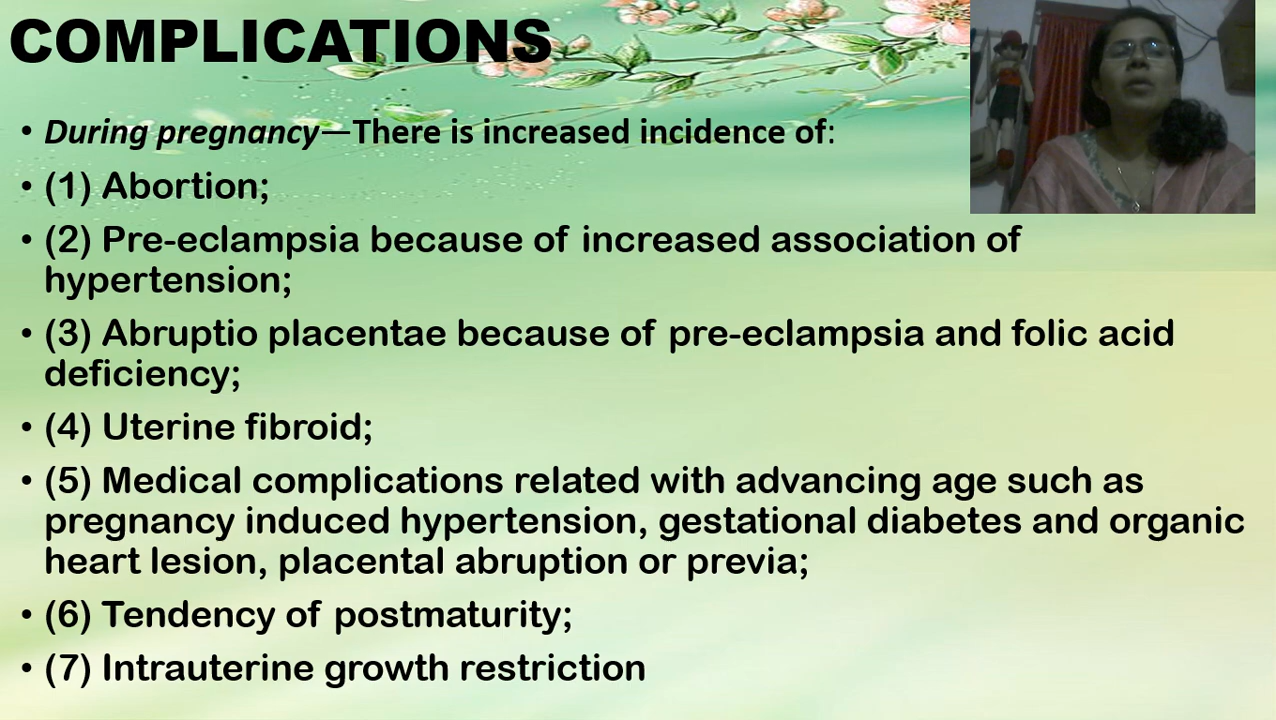 COMPLICATIONS
• During pregnancy—There is increased incidence of:
• (1) Abortion;
• (2) Pre-eclampsia because of increased association of
hypertension;
• (3) Abruptio placentae because of pre-eclampsia and folic acid
deficiency;
• (4) Uterine fibroid;
• (5) Medical complications related with advancing age such as
pregnancy induced hypertension, gestational diabetes and organic
heart lesion, placental abruption or previa;
• (6) Tendency of postmaturity;
• (7) Intrauterine growth restriction